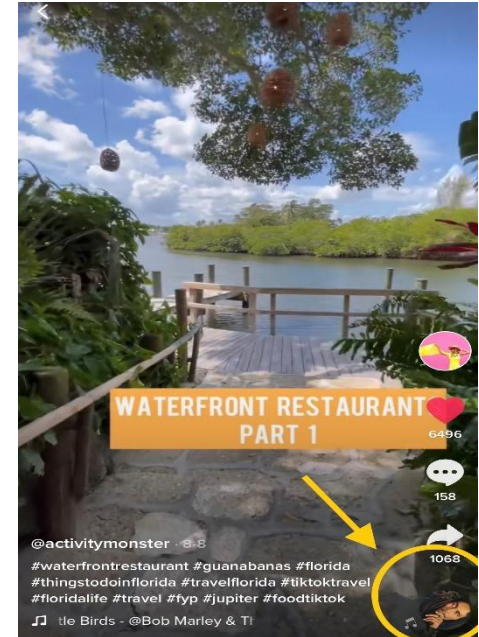 WATERFRONT RESTAURANT
PART 1
6496
158
1068
@activitymonster · 8-8
#waterfrontrestaurant #guanabanas #florida
#thingstodoinflorida #travelflorida #tiktoktravel
#floridalife #travel #fyp #jupiter #foodtiktok
tle Birds - @Bob Marley & Th